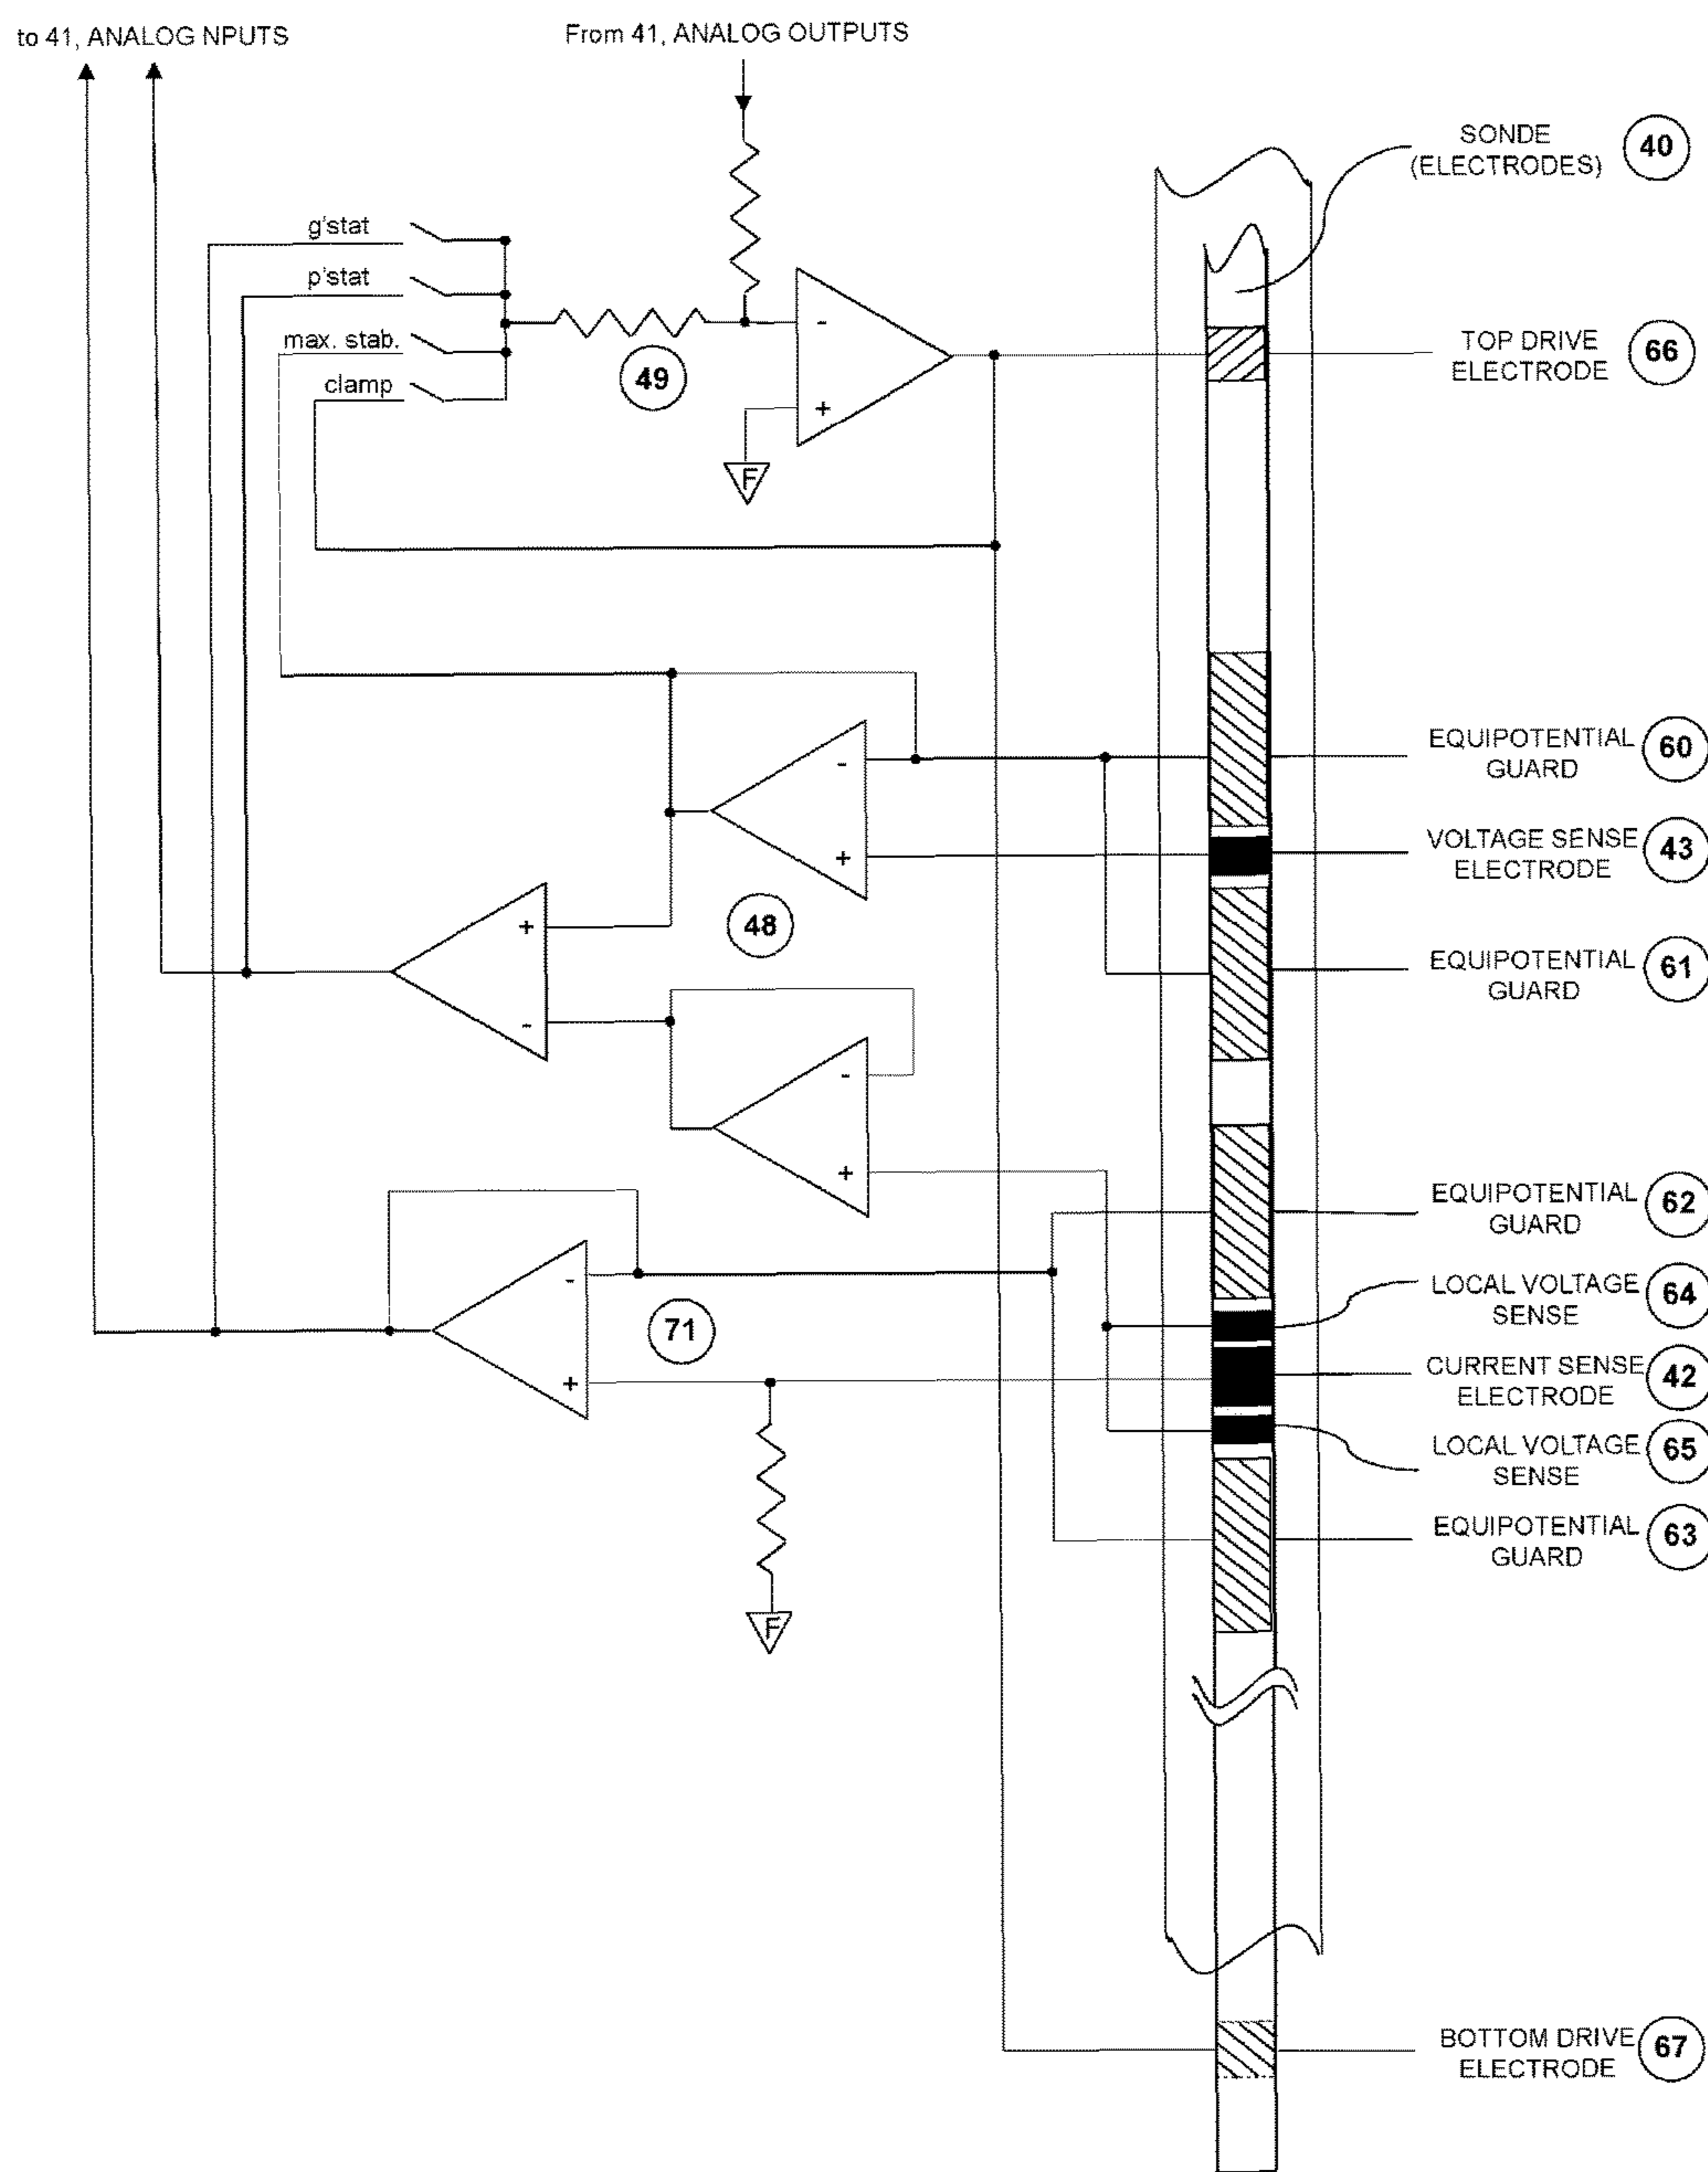 to 41, ANALOG NPUTS
From 41, ANALOG OUTPUTS
SONDE
(ELECTRODES)
40
g'stat
p'stat
max. stab.
clamp
-
+
49
F
TOP DRIVE
ELECTRODE
66
EQUIPOTENTIAL
GUARD
60
-
+
VOLTAGE SENSE
ELECTRODE
43
48
+
-
EQUIPOTENTIAL
GUARD
61
-
+
EQUIPOTENTIAL
GUARD
62
-
+
71
LOCAL VOLTAGE
SENSE
64
CURRENT SENSE
ELECTRODE
42
LOCAL VOLTAGE
SENSE
65
EQUIPOTENTIAL
GUARD
63
F
BOTTOM DRIVE
ELECTRODE
67